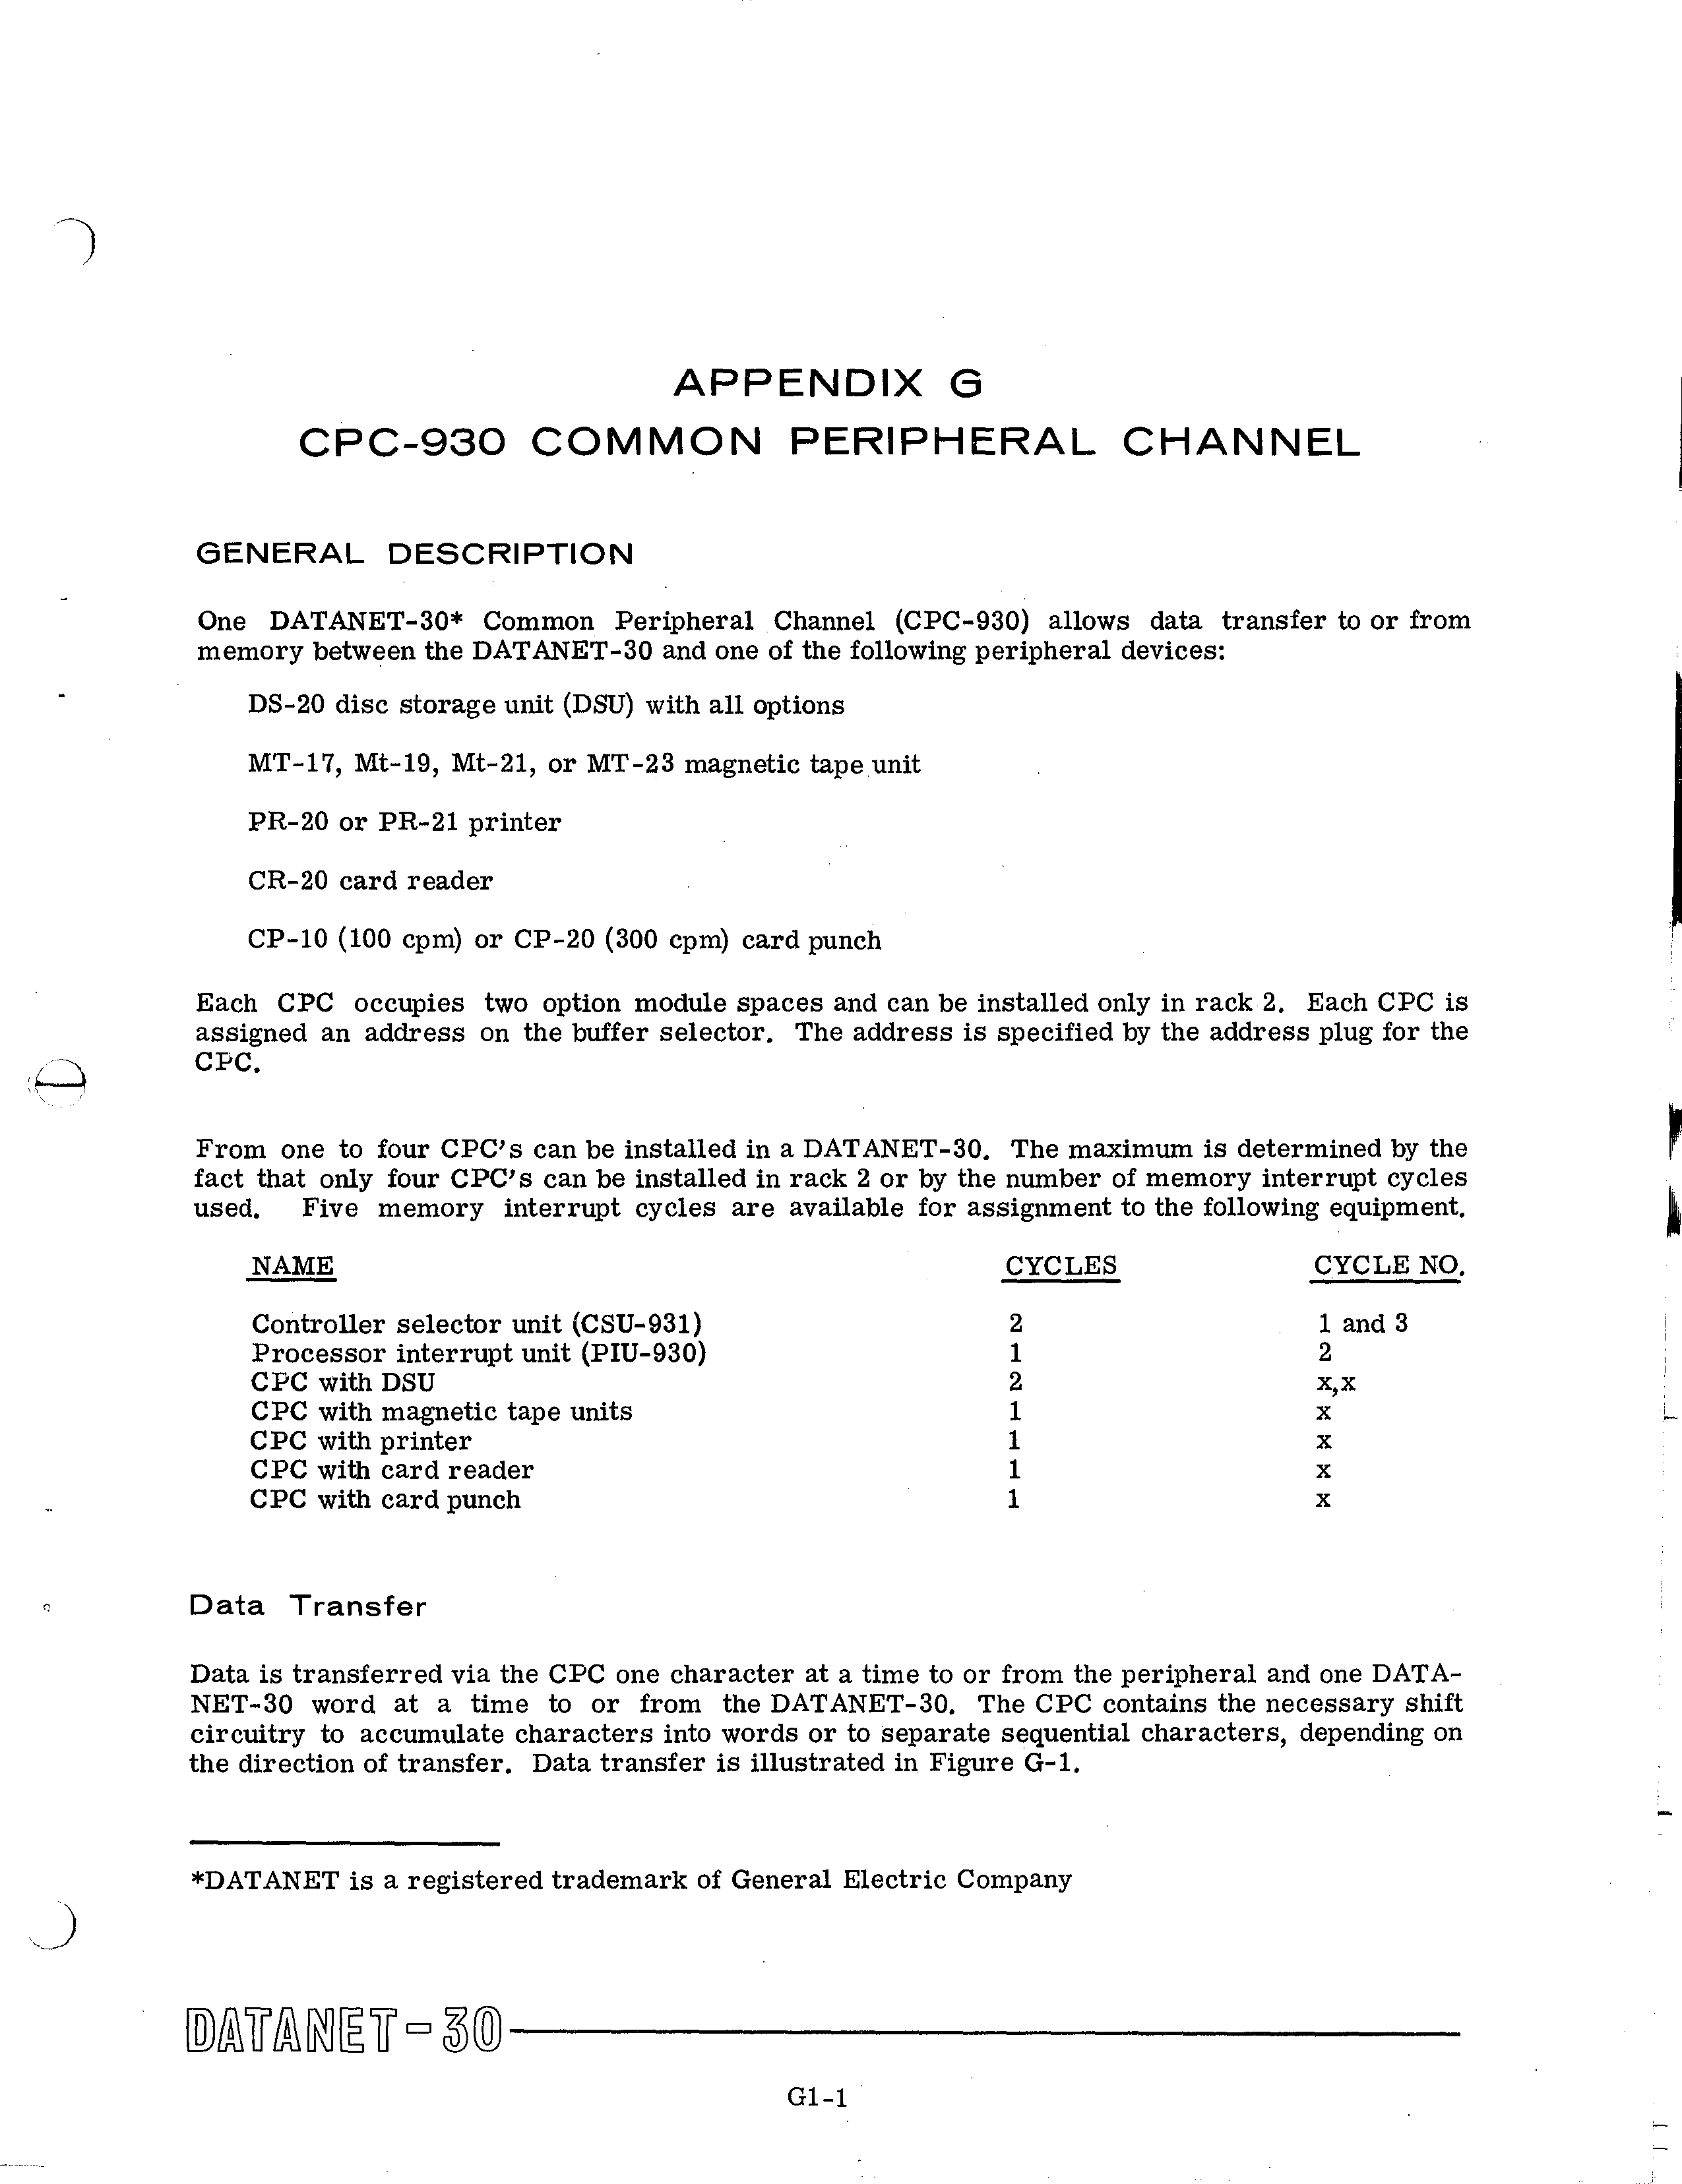 APPENDIX G
CPC-930 COMMON PERIPHERAL CHANNEL
GENERAL DESCRIPTION
One DATANET-30* Common Peripheral Channel (CPC-930) allows data transfer to or from
memory between the DATANET-30 and one of the following peripheral devices:
DS-20 disc storage unit (DSU) with all options
MT-17, Mt-19, Mt-21, or MT-23 magnetic tape unit
PR-20 or PR-21 printer
CR-20 card reader
CP-10 (100 cpm) or CP-20 (300 cpm) card punch
Each CPC occupies two option module spaces and can be installed only in rack 2. Each CPC is
assigned an address on the buffer selector. The address is specified by the address plug for the
CPC.
From one to four CPC's can be installed in a DATANET-30. The maximum is determined by the
fact that only four CPC's can be installed in rack 2 or by the number of memory interrupt cycles
used. Five memory interrupt cycles are available for assignment to the following equipment.
NAME CYCLES CYCLE NO.
Controller selector unit (CSU-931) 2 1 and 3
Processor interrupt unit (PIU-930) 1 2
CPC with DSU 2 x,x
CPC with magnetic tape units 1 x
CPC with printer 1 x
CPC with card reader 1 x
CPC with card punch 1 x
Data Transfer
Data is transferred via the CPC one character at a time to or from the peripheral and one DATA-
NET-30 word at a time to or from the DATANET-30. The CPC contains the necessary shift
circuitry to accumulate characters into words or to separate sequential characters, depending on
the direction of transfer. Data transfer is illustrated in Figure G-1.
*DATANET is a registered trademark of General Electric Company
DATANET-30
G1-1